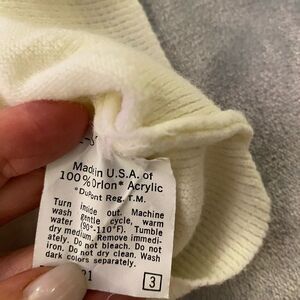 Made in U.S.A. of
100% Orlon* Acrylic
*DuPont Reg. T.M.
Turn inside out. Machine
wash gentle cycle, warm
water (90°-110°F). Tumble
dry medium. Remove immedi-
ately. Do not bleach. Do not
iron. Do not dry clean. Wash
dark colors separately.
3